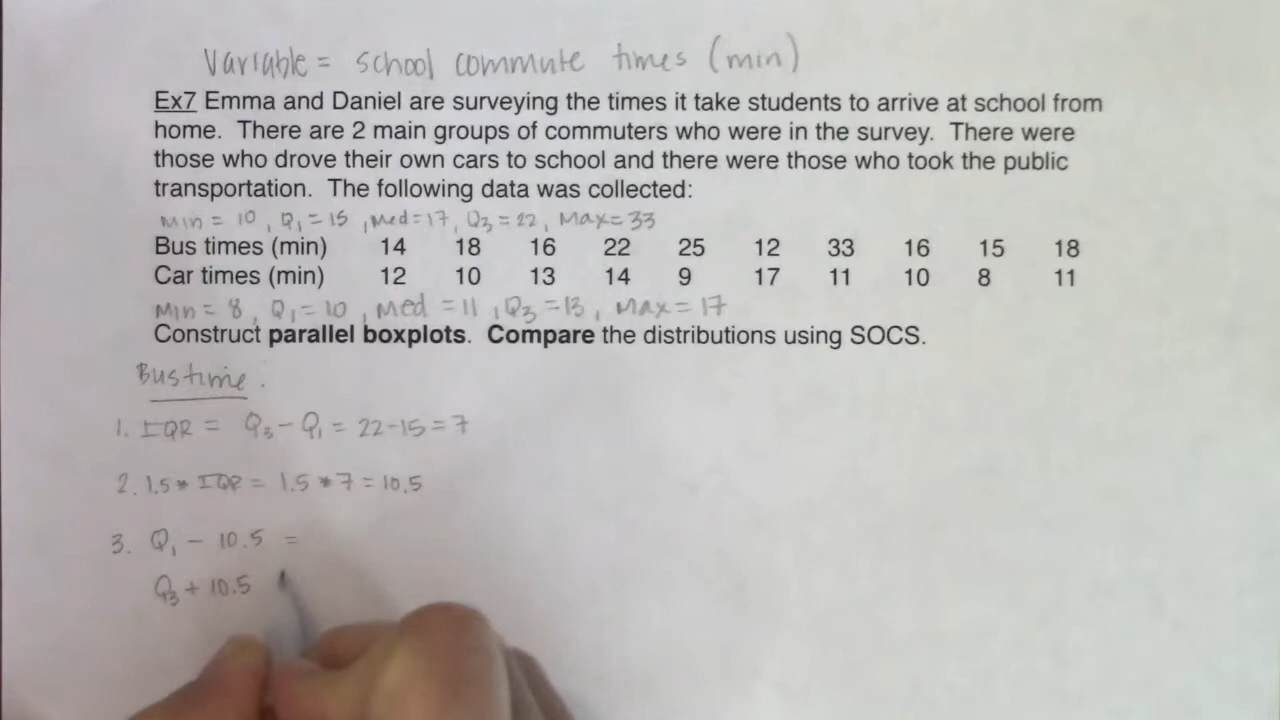 Variable = school commute times (min)
Ex7 Emma and Daniel are surveying the times it take students to arrive at school from
home. There are 2 main groups of commuters who were in the survey. There were
those who drove their own cars to school and there were those who took the public
transportation. The following data was collected:
Min = 10, Q1 = 15, Med = 17, Q3 = 22, Max = 33
Bus times (min) 14 18 16 22 25 12 33 16 15 18
Car times (min) 12 10 13 14 9 17 11 10 8 11
Min = 8, Q1 = 10, Med = 11, Q3 = 13, Max = 17
Construct parallel boxplots. Compare the distributions using SOCS.
Bus time:
1. IQR = Q3 - Q1 = 22-15 = 7
2. 1.5 * IQR = 1.5 * 7 = 10.5
3. Q1 - 10.5 =
Q3 + 10.5